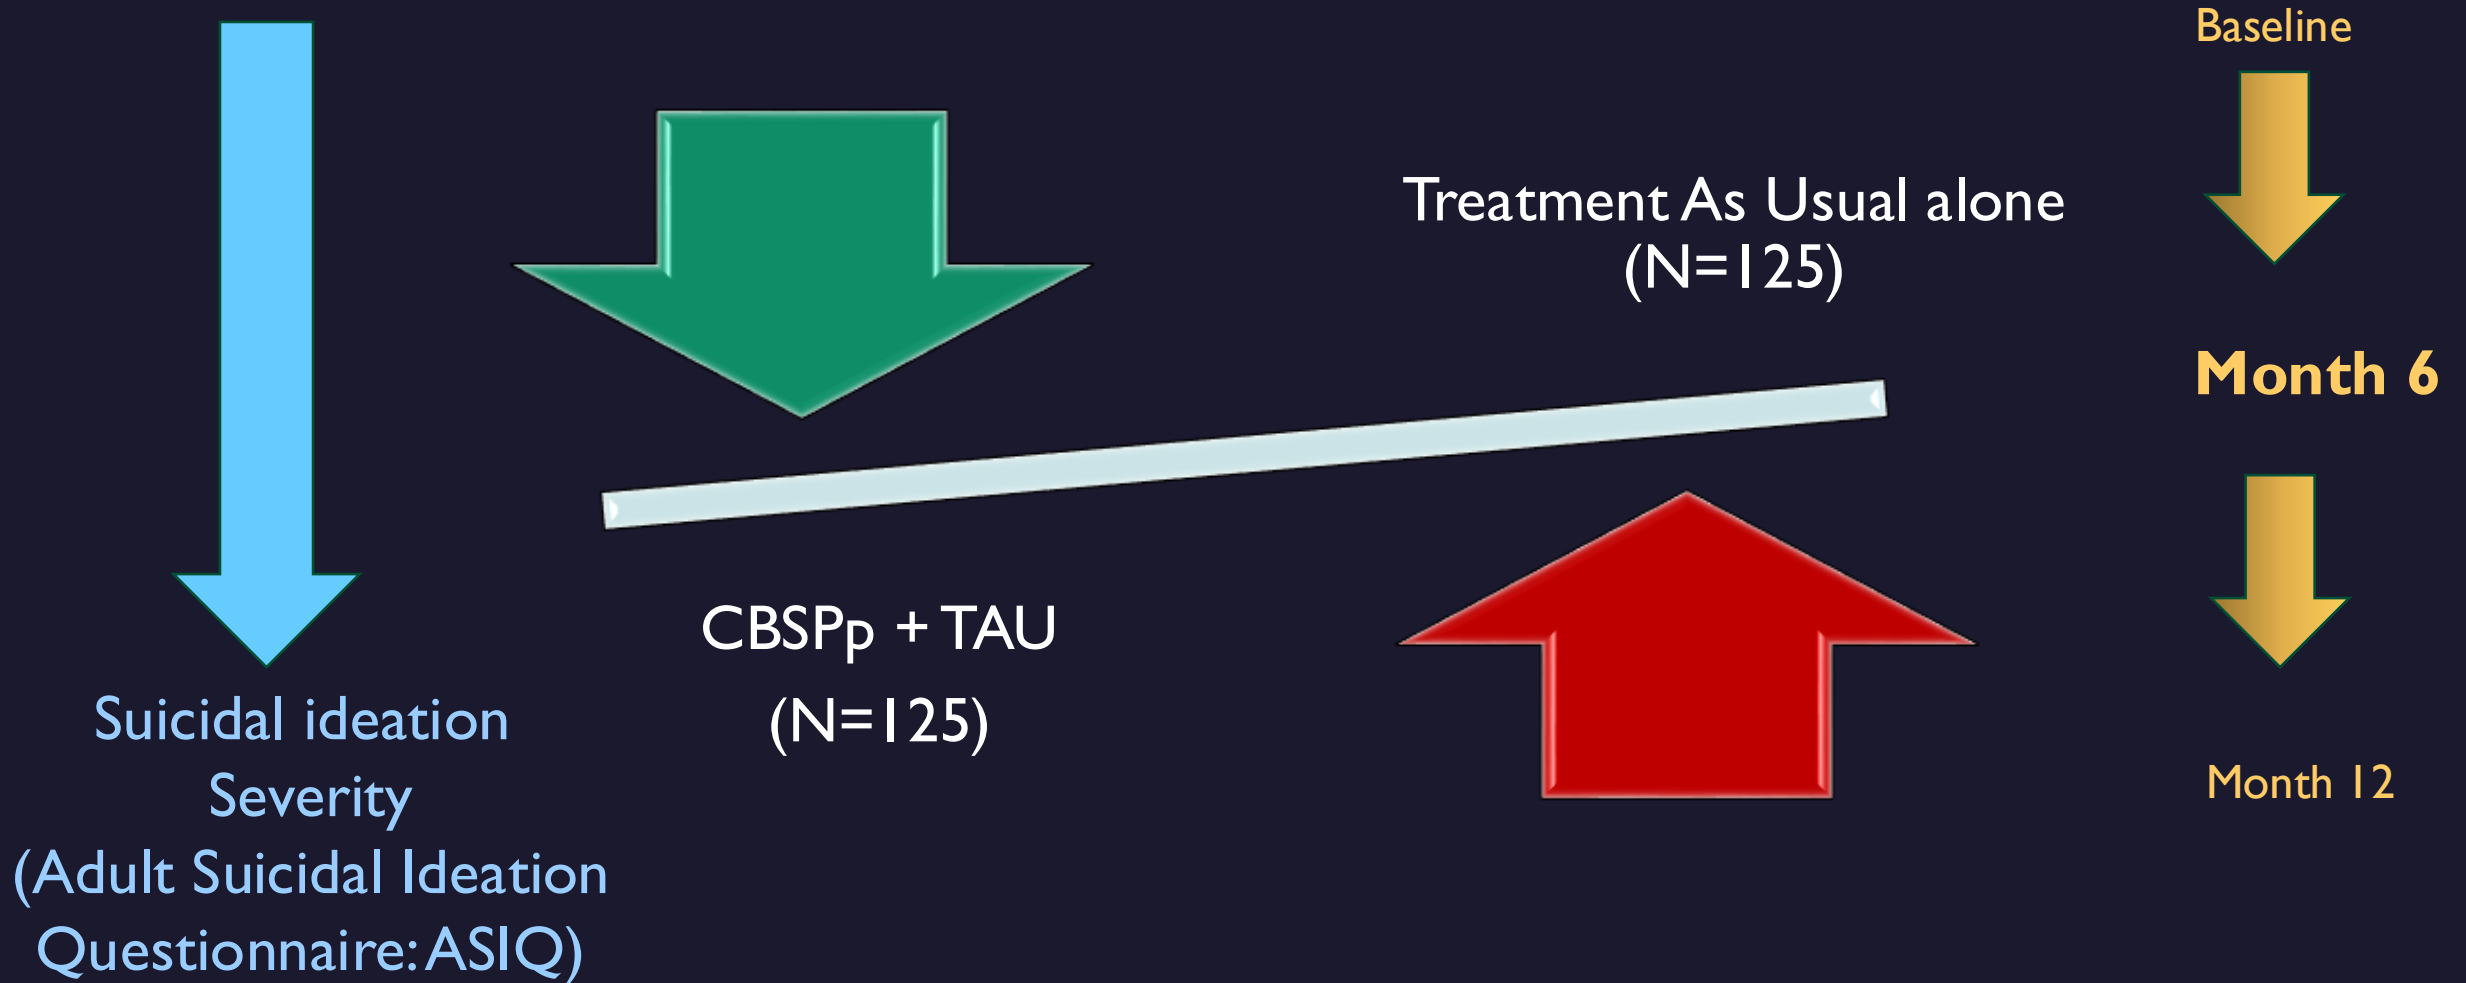 Baseline
Treatment As Usual alone
(N=125)
Month 6
CBSPp + TAU
(N=125)
Suicidal ideation
Severity
(Adult Suicidal Ideation
Questionnaire: ASIQ)
Month 12